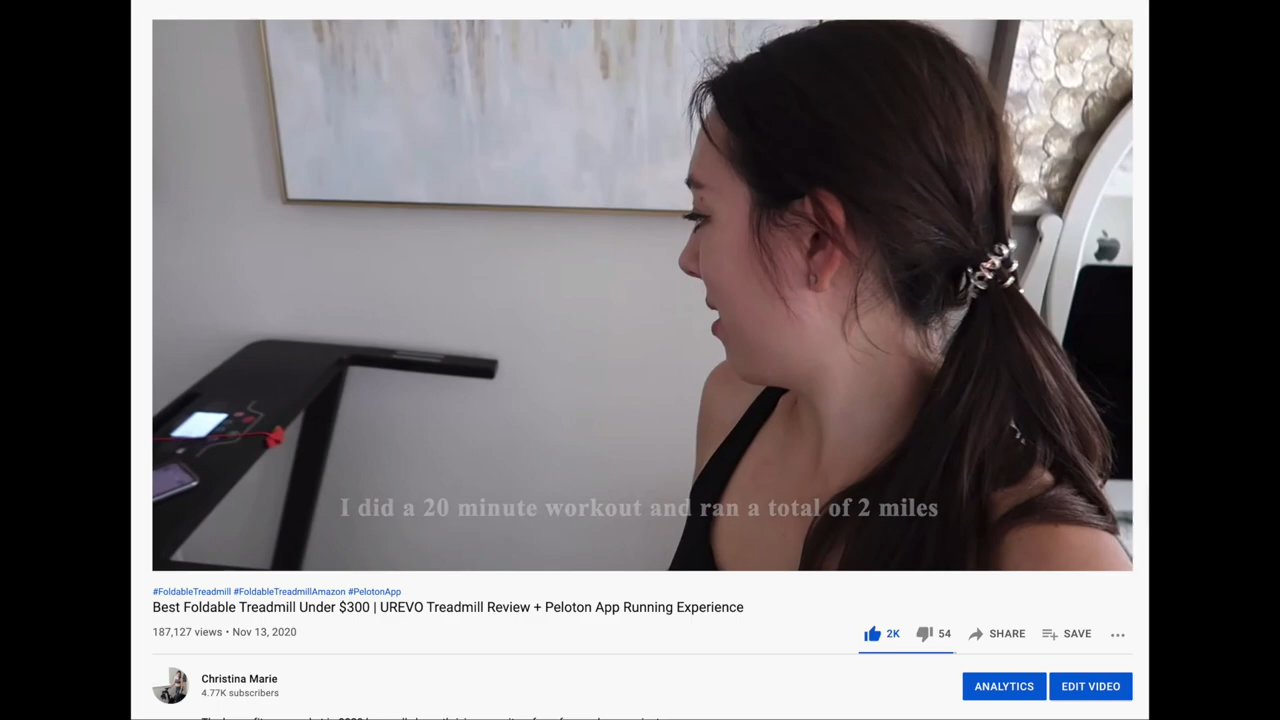 I did a 20 minute workout and ran a total of 2 miles
#FoldableTreadmill #FoldableTreadmillAmazon #PelotonApp
Best Foldable Treadmill Under $300 | UREVO Treadmill Review + Peloton App Running Experience
187,127 views • Nov 13, 2020
2K 54 SHARE SAVE
Christina Marie
4.77K subscribers
ANALYTICS EDIT VIDEO